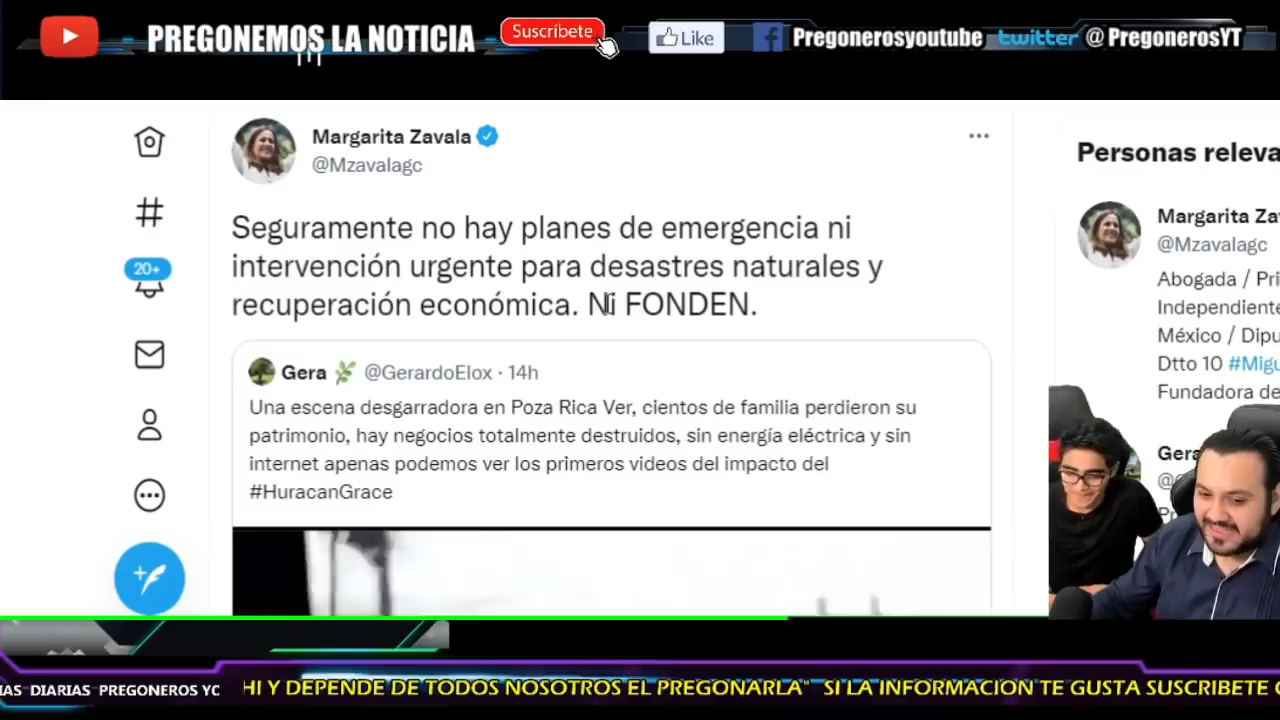 PREGONEMOS LA NOTICIA
Suscríbete
Like
Pregonerosyoutube
twitter
@PregonerosYT
Margarita Zavala
@Mzavalagc
Seguramente no hay planes de emergencia ni
intervención urgente para desastres naturales y
recuperación económica. Ni FONDEN.
Gera @GerardoElox · 14h
Una escena desgarradora en Poza Rica Ver, cientos de familia perdieron su
patrimonio, hay negocios totalmente destruidos, sin energía eléctrica y sin
internet apenas podemos ver los primeros videos del impacto del
#HuracanGrace
20+
Personas releva
Margarita Za
@Mzavalagc
Abogada / Pri
Independiente
México / Dipu
Dtto 10 #Migu
Fundadora de
Gera
IAS DIARIAS PREGONEROS YO
HI Y DEPENDE DE TODOS NOSOTROS EL PREGONARLA" SI LA INFORMACION TE GUSTA SUSCRIBETE